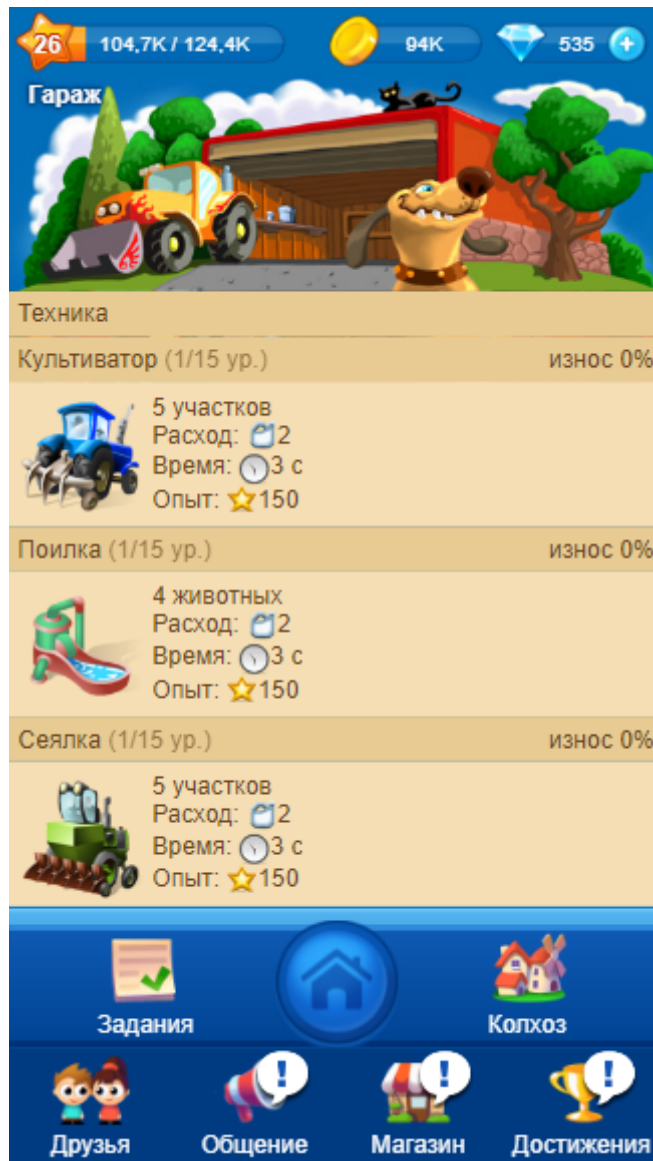 26 104,7K / 124,4K 94K 535 +
Гараж
Техника
Культиватор (1/15 ур.) износ 0%
5 участков
Расход: 2
Время: 3 с
Опыт: 150
Поилка (1/15 ур.) износ 0%
4 животных
Расход: 2
Время: 3 с
Опыт: 150
Сеялка (1/15 ур.) износ 0%
5 участков
Расход: 2
Время: 3 с
Опыт: 150
Задания Колхоз
! ! !
Друзья Общение Магазин Достижения